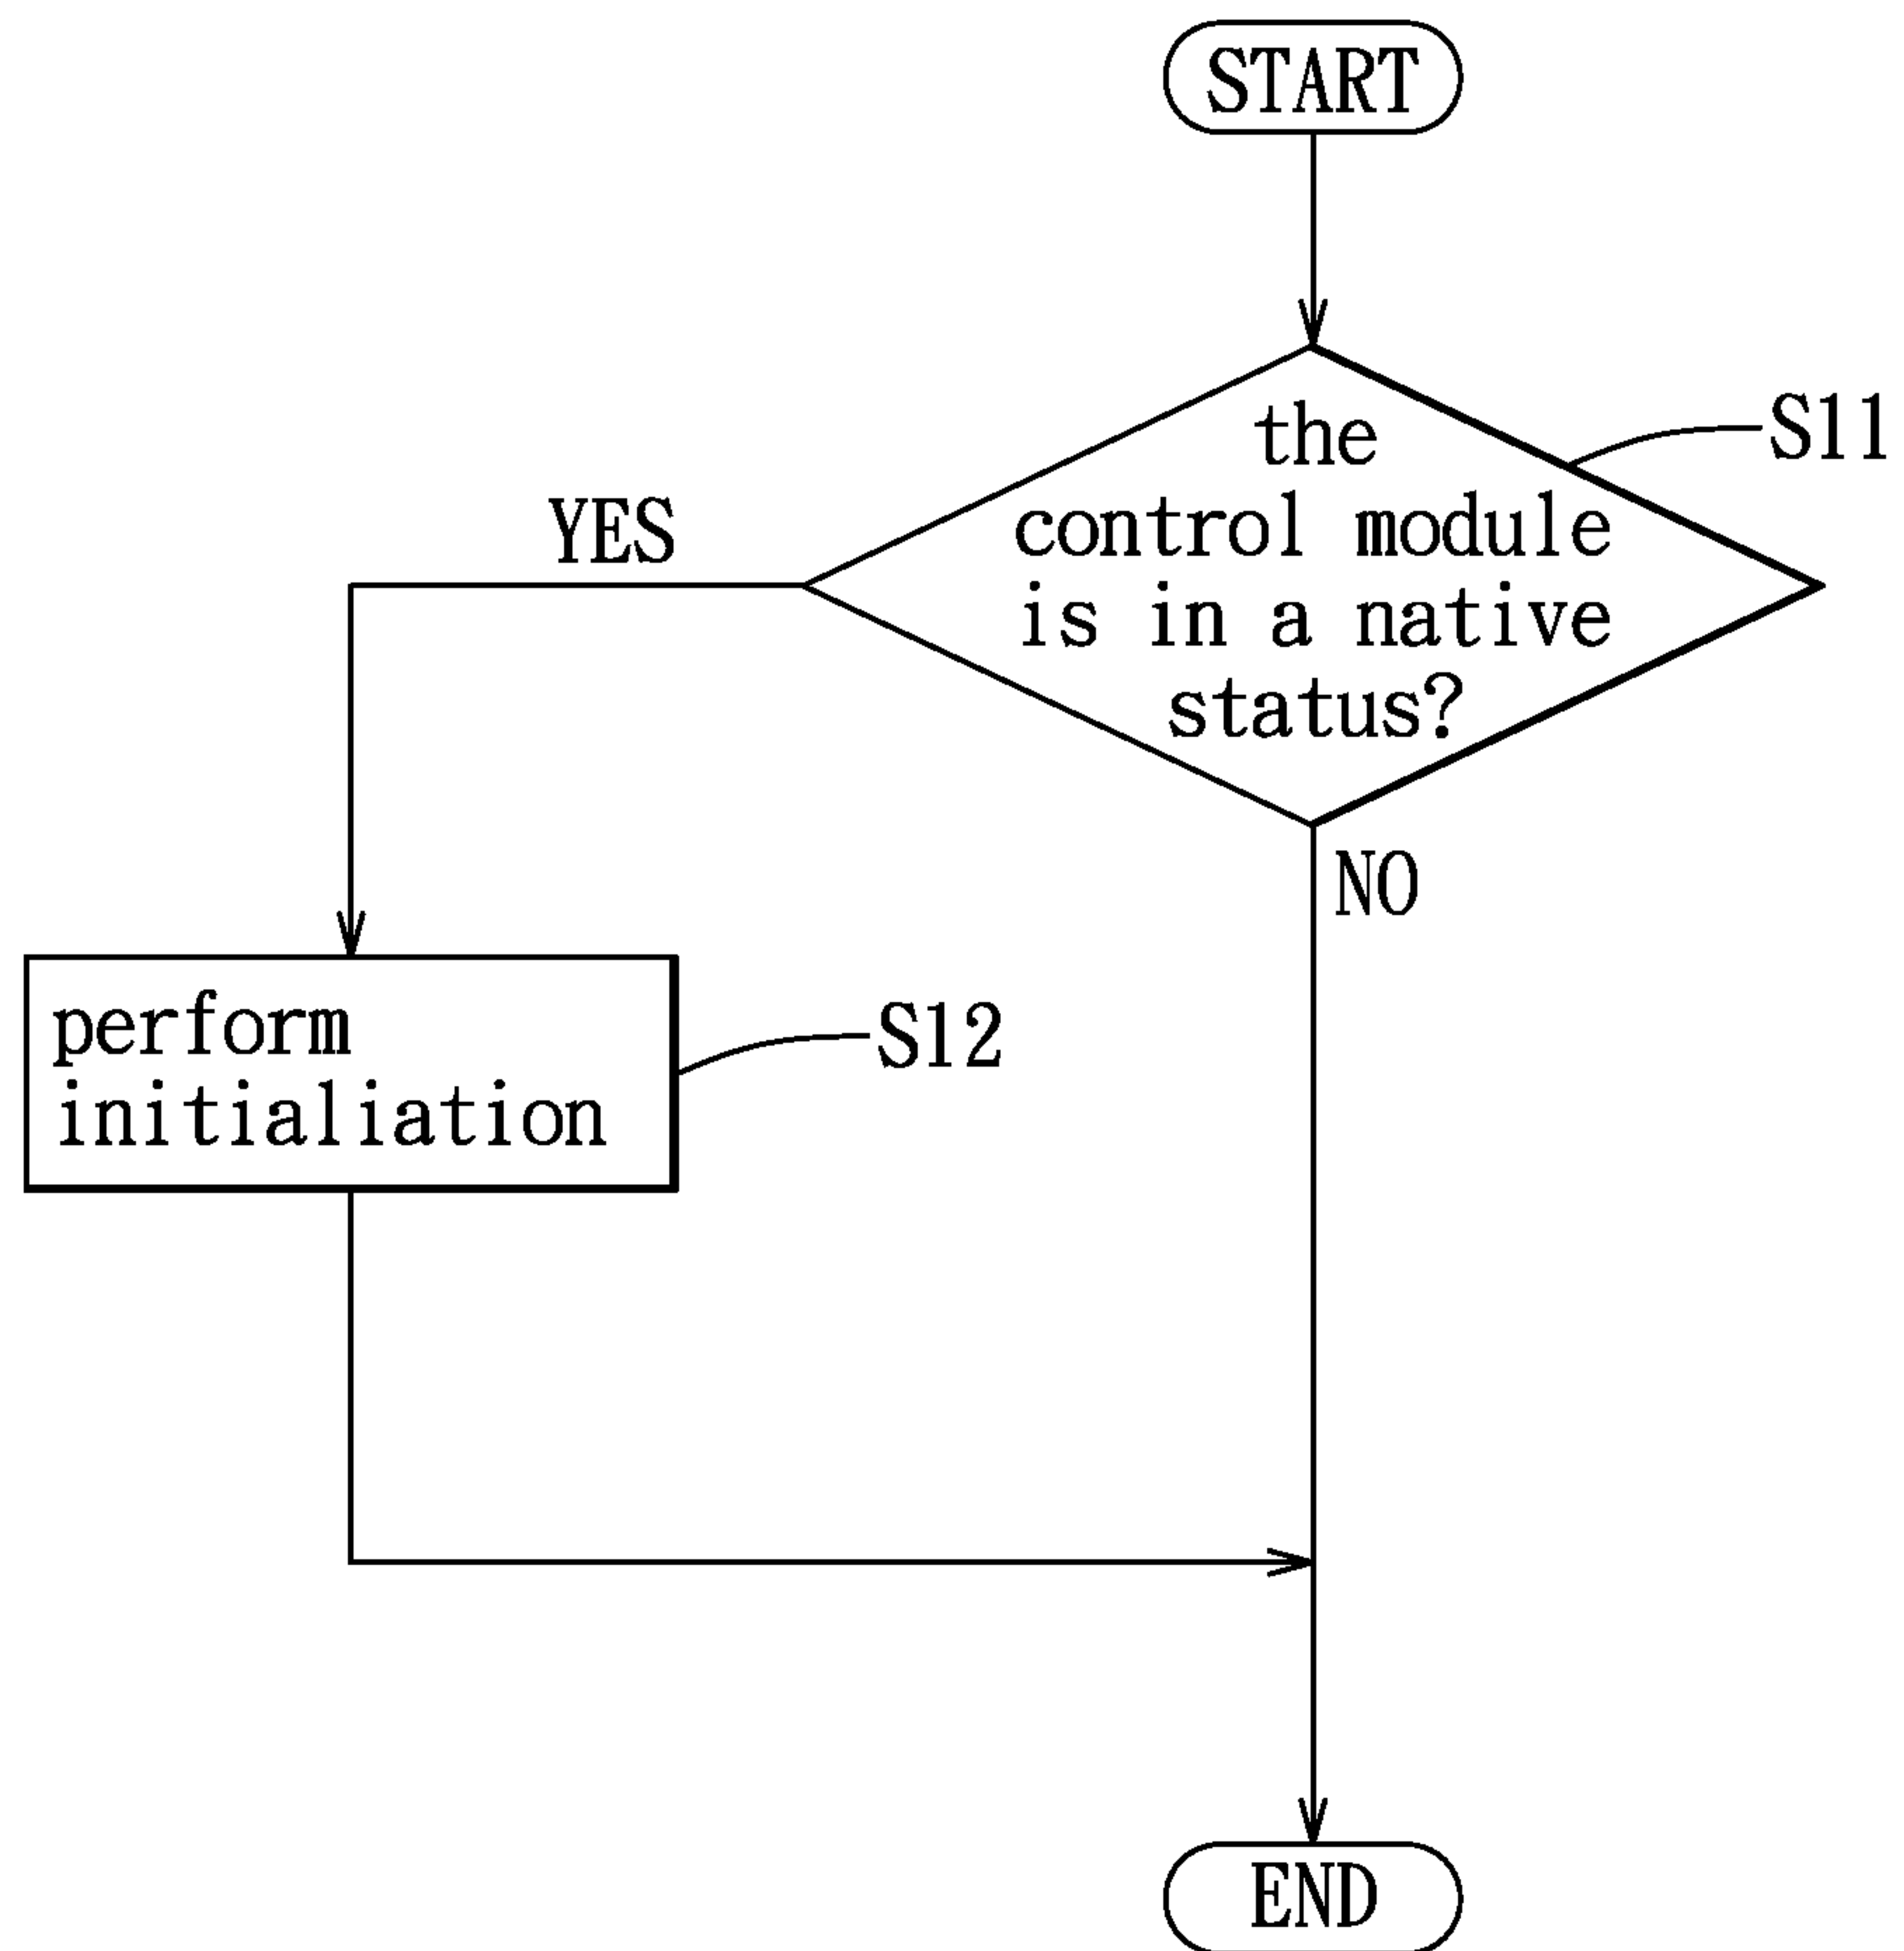 START
the
control module
is in a native
status?
S11
YES
NO
perform
initialiation
S12
END